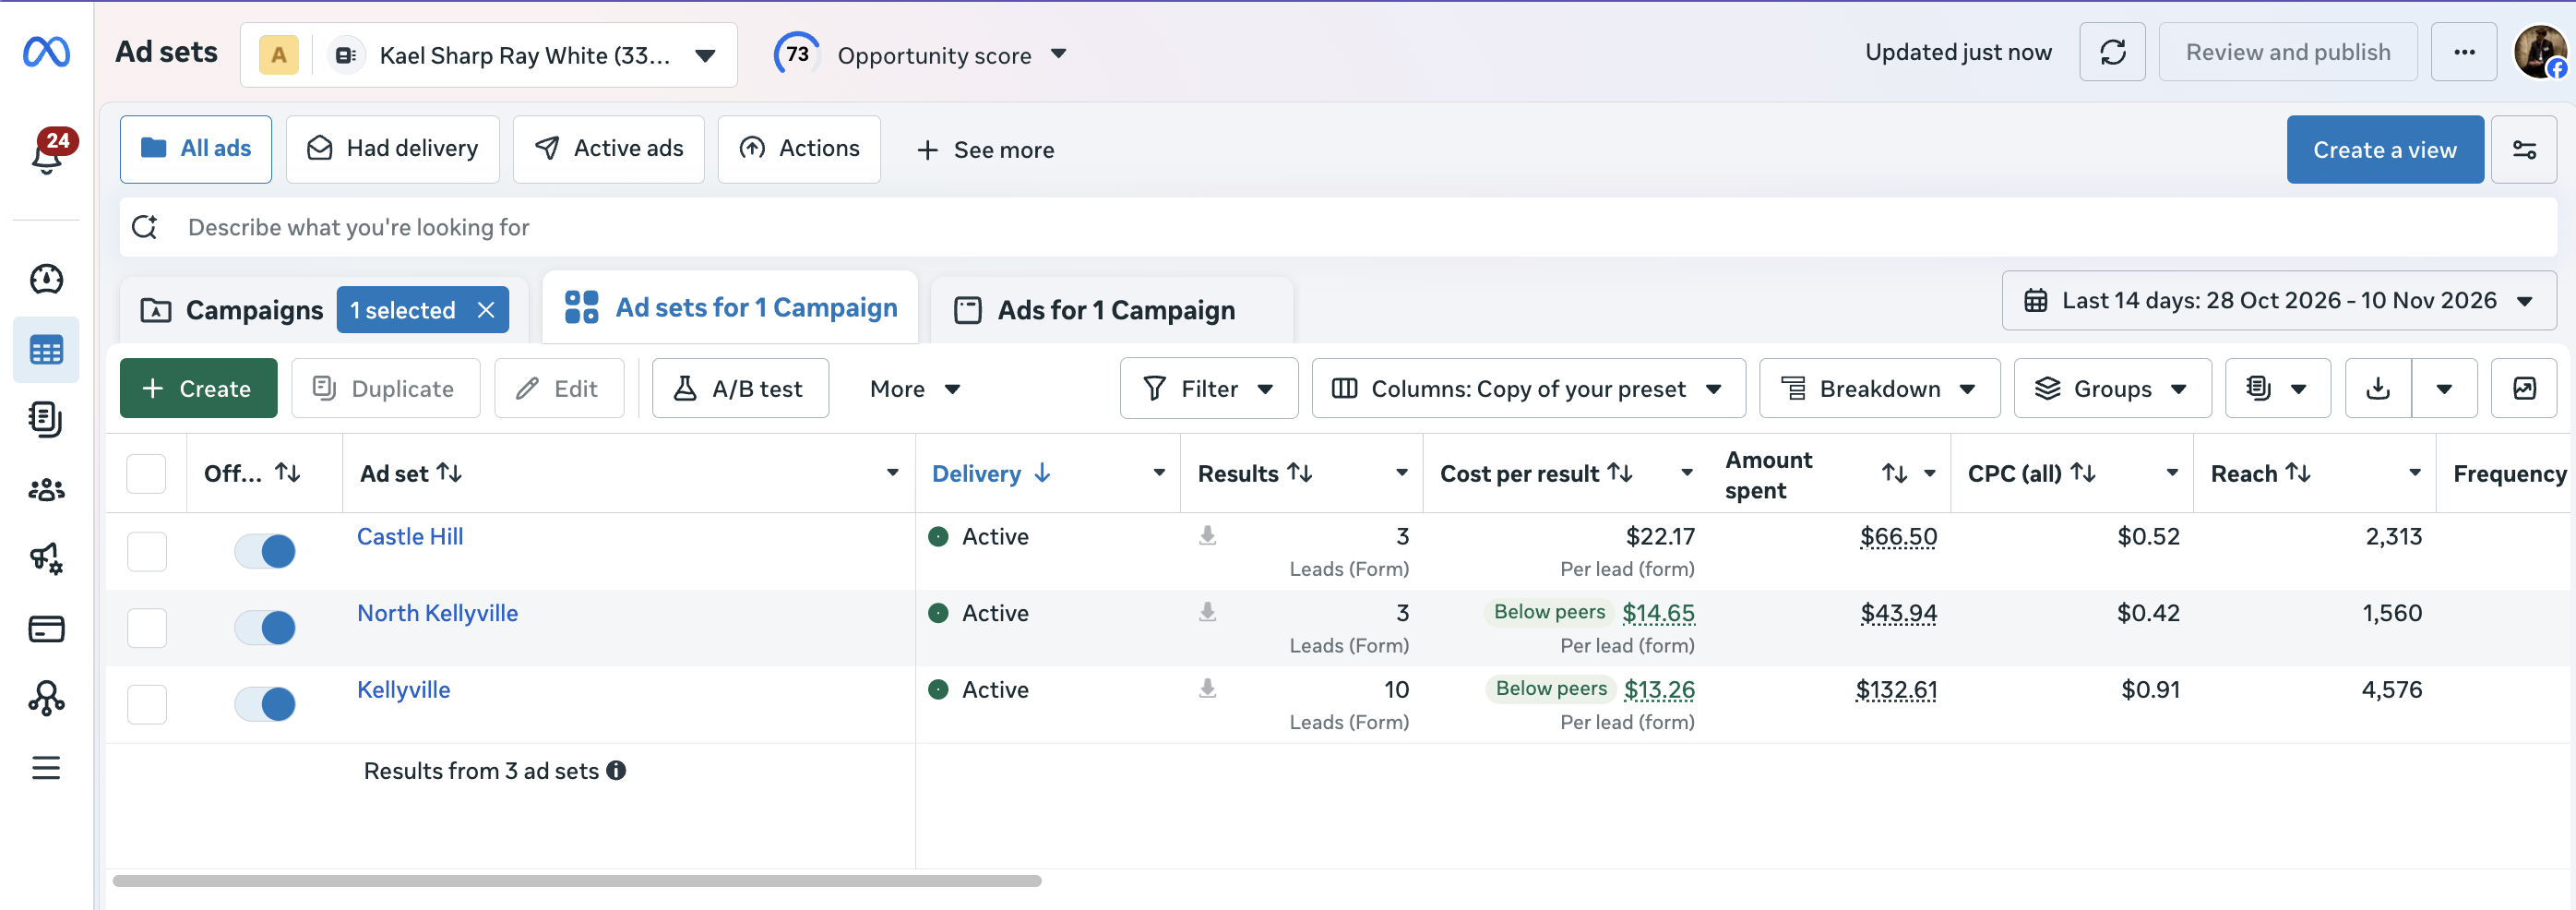 Ad sets
A
Kael Sharp Ray White (33...
73
Opportunity score
Updated just now
Review and publish
24
All ads
Had delivery
Active ads
Actions
See more
Create a view
Describe what you're looking for
Campaigns
1 selected
Ad sets for 1 Campaign
Ads for 1 Campaign
Last 14 days: 28 Oct 2026 - 10 Nov 2026
Create
Duplicate
Edit
A/B test
More
Filter
Columns: Copy of your preset
Breakdown
Groups
Off... Ad set Delivery Results Cost per result Amount spent CPC (all) Reach Frequency
Castle Hill Active 3 $22.17 $66.50 $0.52 2,313
Leads (Form) Per lead (form)
North Kellyville Active 3 Below peers $14.65 $43.94 $0.42 1,560
Leads (Form) Per lead (form)
Kellyville Active 10 Below peers $13.26 $132.61 $0.91 4,576
Leads (Form) Per lead (form)
Results from 3 ad sets